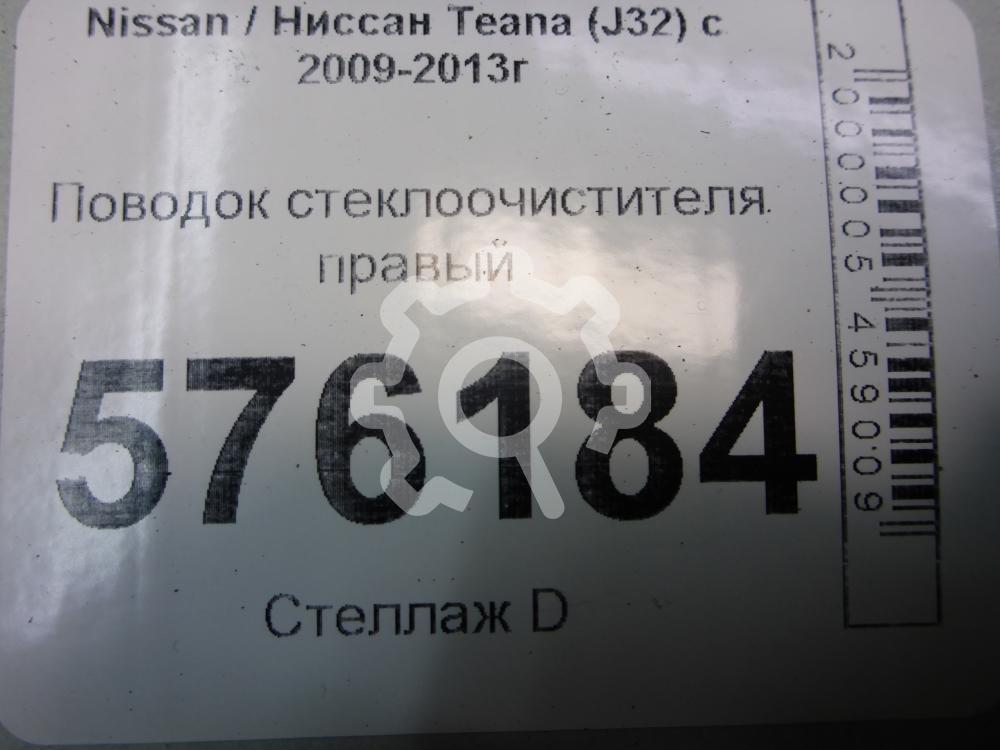 Nissan / Ниссан Teana (J32) с
2009-2013г
Поводок стеклоочистителя
правый
576184
Стеллаж D
2000005459009